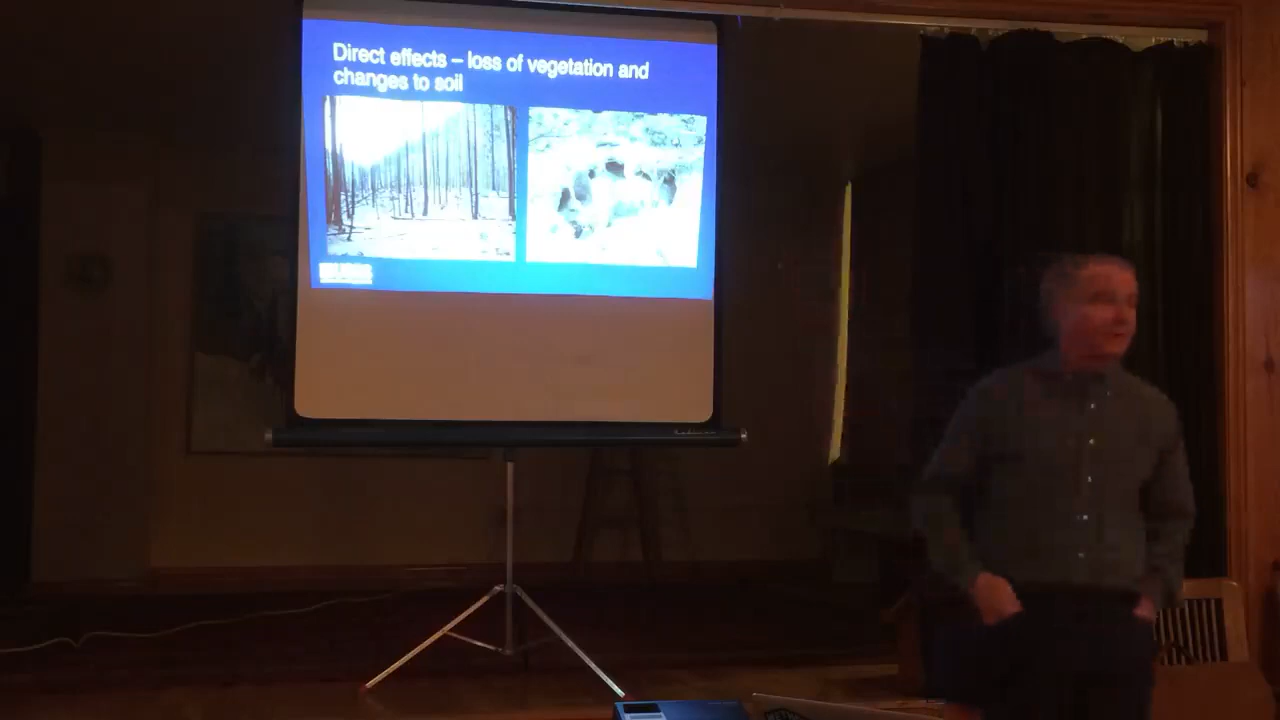 Direct effects – loss of vegetation and
changes to soil